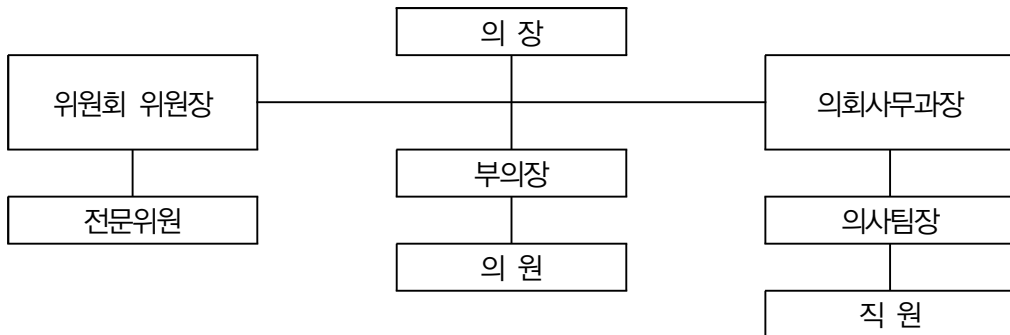 의 장
위원회 위원장
의회사무과장
부의장
전문위원
의사팀장
의 원
직 원